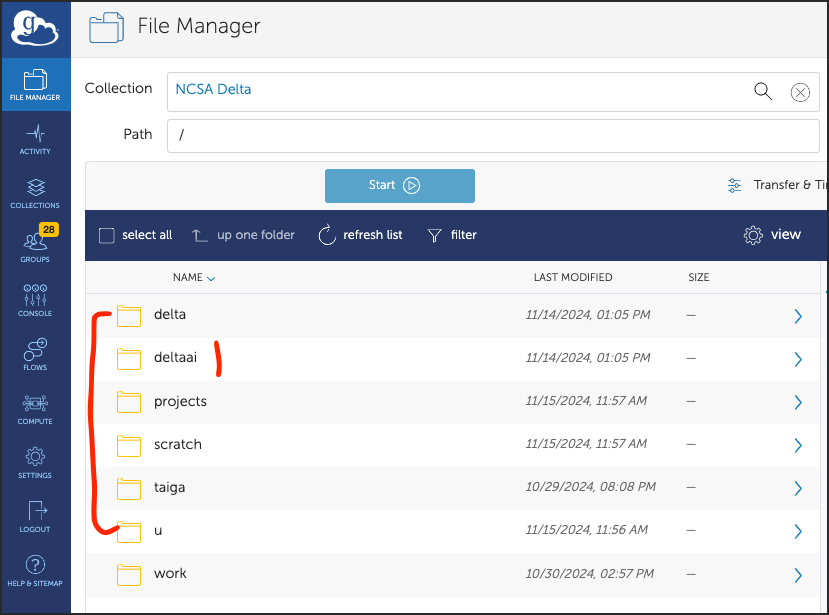 g
File Manager
FILE MANAGER
ACTIVITY
COLLECTIONS
28
GROUPS
CONSOLE
FLOWS
COMPUTE
SETTINGS
LOGOUT
?
HELP & SITEMAP
Collection NCSA Delta
Path /
Start Transfer & Ti
select all up one folder refresh list filter view
NAME LAST MODIFIED SIZE
delta 11/14/2024, 01:05 PM —
deltaai 11/14/2024, 01:05 PM —
projects 11/15/2024, 11:57 AM —
scratch 11/15/2024, 11:57 AM —
taiga 10/29/2024, 08:08 PM —
u 11/15/2024, 11:56 AM —
work 10/30/2024, 02:57 PM —